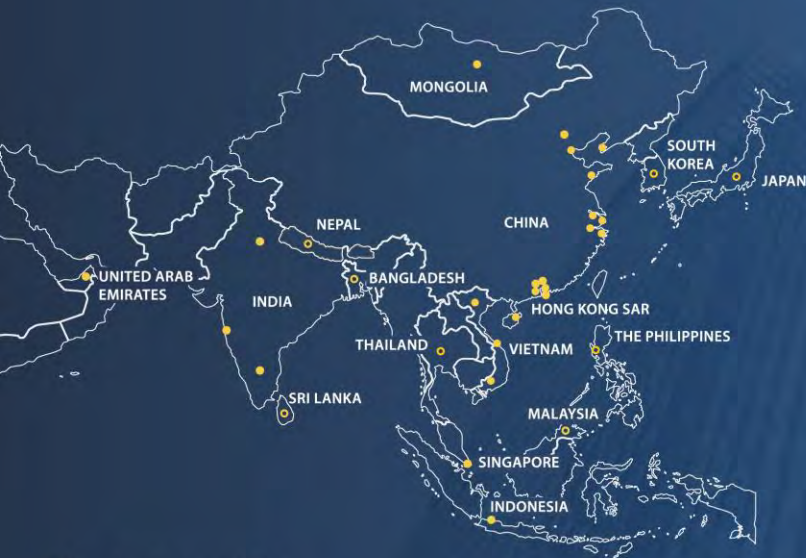 MONGOLIA
SOUTH
KOREA
JAPAN
NEPAL
CHINA
UNITED ARAB
EMIRATES
BANGLADESH
INDIA
HONG KONG SAR
THE PHILIPPINES
THAILAND
VIETNAM
SRI LANKA
MALAYSIA
SINGAPORE
INDONESIA